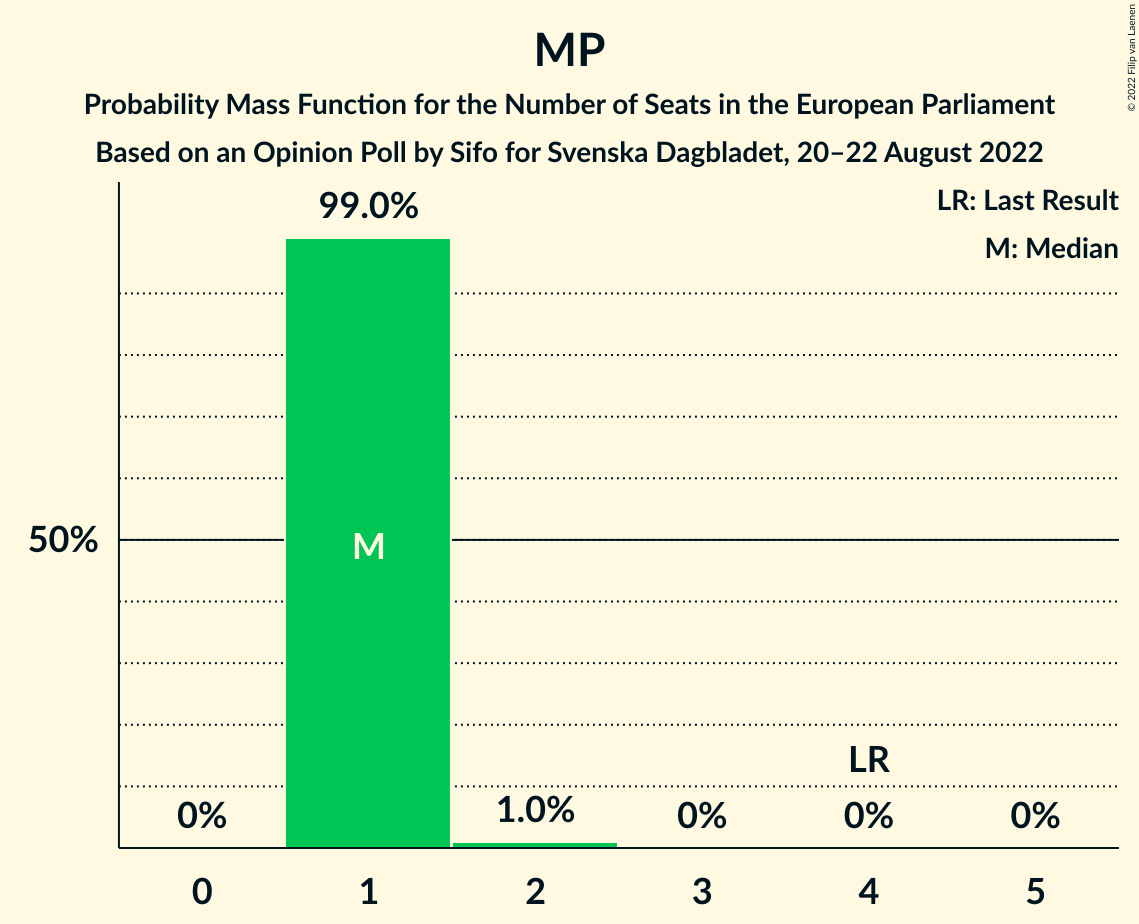 MP
Probability Mass Function for the Number of Seats in the European Parliament
Based on an Opinion Poll by Sifo for Svenska Dagbladet, 20–22 August 2022
© 2022 Filip van Laenen
LR: Last Result
M: Median
99.0%
50%
M
LR
0%
1.0%
0%
0%
0%
0
1
2
3
4
5